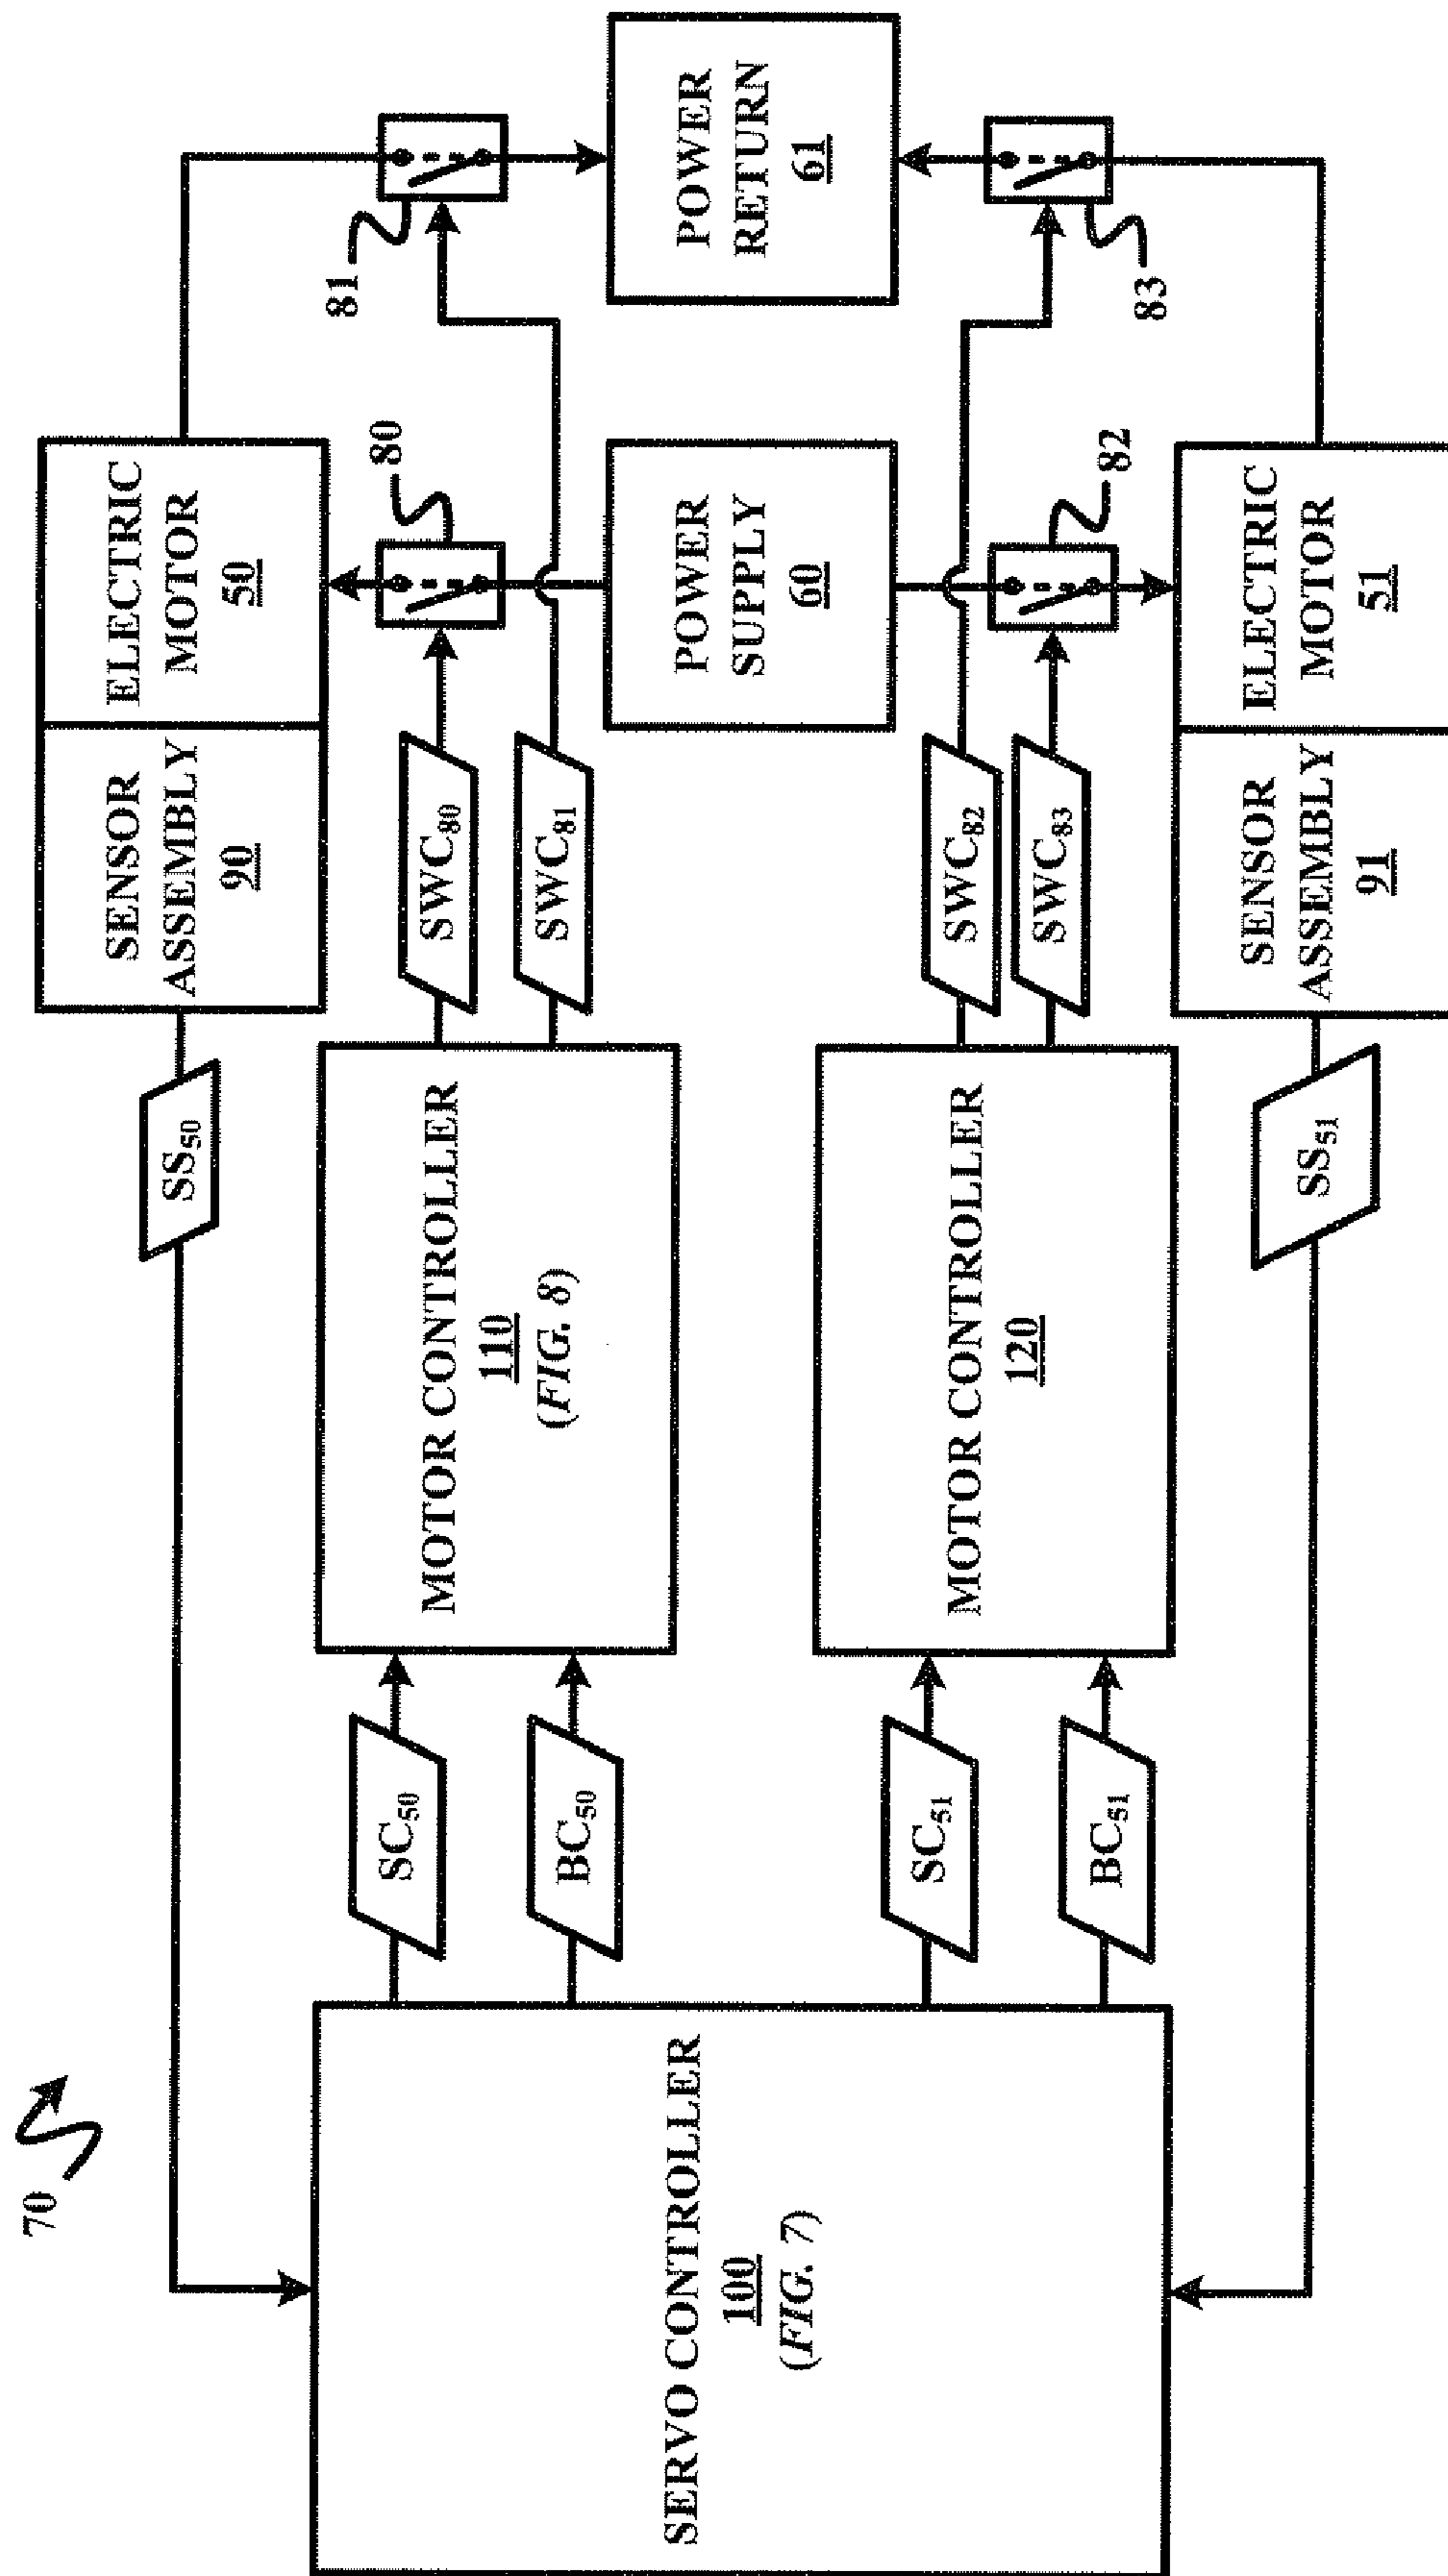 70
SERVO CONTROLLER
100
(FIG. 7)
SS50
SC50
BC50
SC51
BC51
SS51
MOTOR CONTROLLER
110
(FIG. 8)
MOTOR CONTROLLER
120
SWC80
SWC81
SWC82
SWC83
SENSOR
ASSEMBLY
90
ELECTRIC
MOTOR
50
80
81
POWER
SUPPLY
60
POWER
RETURN
61
82
83
SENSOR
ASSEMBLY
91
ELECTRIC
MOTOR
51